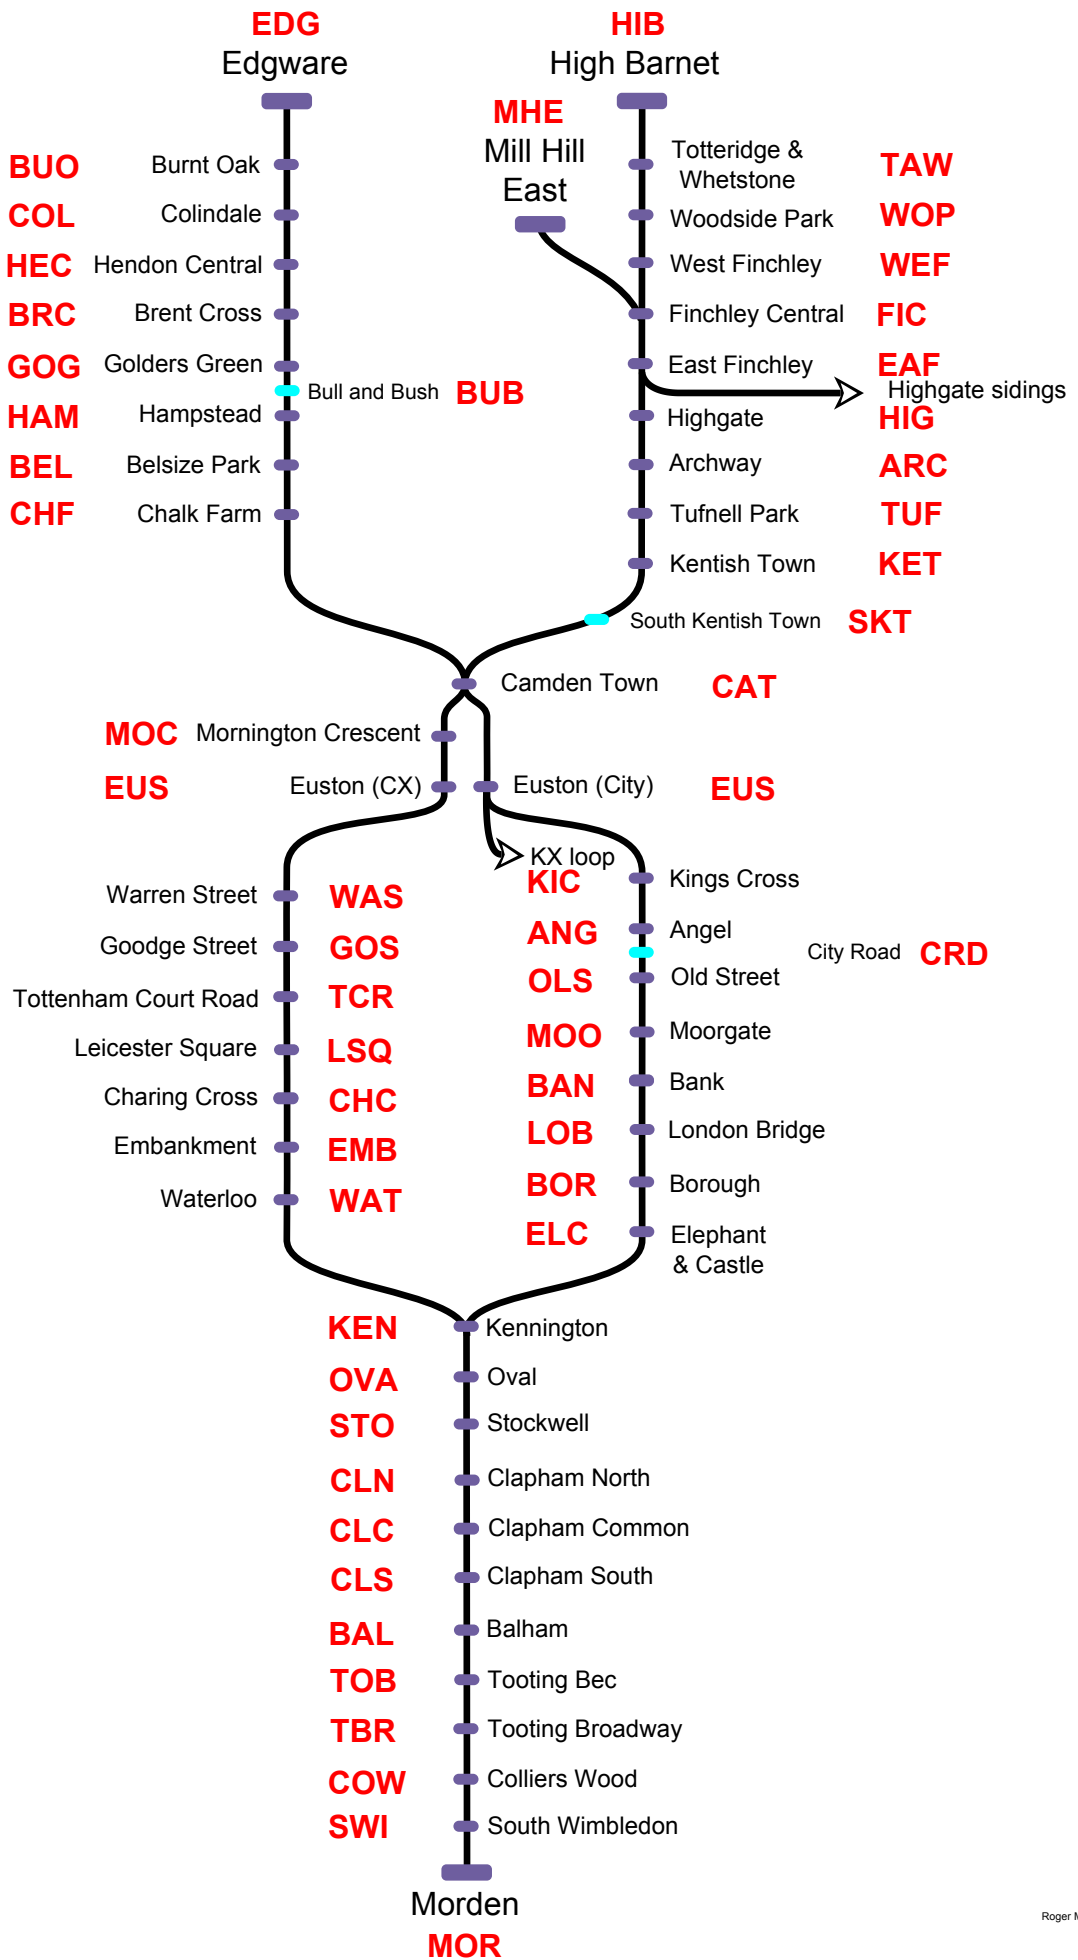 EDG
Edgware
HIB
High Barnet
MHE
Mill Hill
East
BUO Burnt Oak
Totteridge &
Whetstone
TAW
COL Colindale
Woodside Park WOP
HEC Hendon Central
West Finchley WEF
BRC Brent Cross
Finchley Central FIC
GOG Golders Green
East Finchley EAF
Bull and Bush BUB
Highgate sidings
HAM Hampstead
Highgate HIG
BEL Belsize Park
Archway ARC
CHF Chalk Farm
Tufnell Park TUF
Kentish Town KET
South Kentish Town SKT
Camden Town CAT
MOC Mornington Crescent
EUS Euston (CX)
Euston (City) EUS
KX loop
KIC Kings Cross
Warren Street WAS
ANG Angel
Goodge Street GOS
City Road CRD
OLS Old Street
Tottenham Court Road TCR
MOO Moorgate
Leicester Square LSQ
BAN Bank
Charing Cross CHC
LOB London Bridge
Embankment EMB
BOR Borough
Waterloo WAT
ELC Elephant
& Castle
KEN Kennington
OVA Oval
STO Stockwell
CLN Clapham North
CLC Clapham Common
CLS Clapham South
BAL Balham
TOB Tooting Bec
TBR Tooting Broadway
COW Colliers Wood
SWI South Wimbledon
Morden
MOR
Roger M